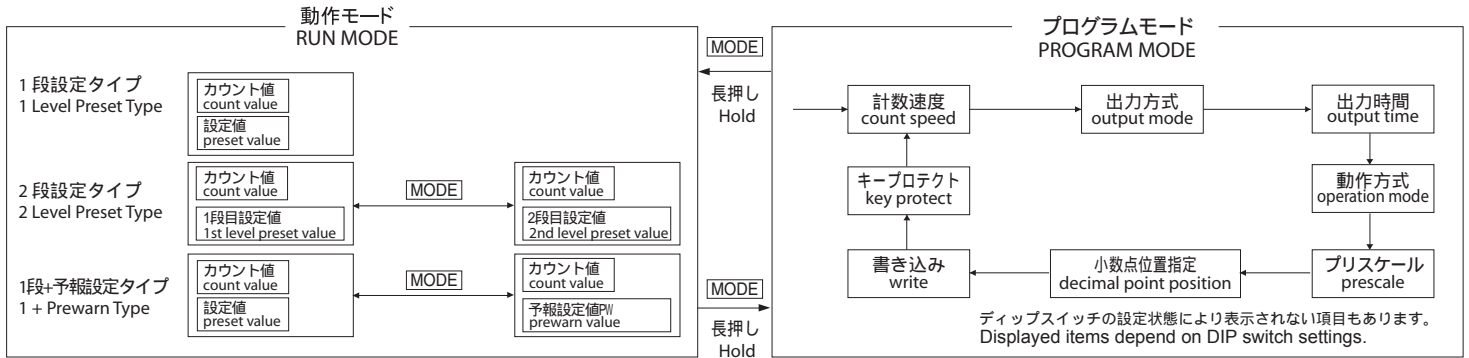 動作モード
RUN MODE
1 段設定タイプ
1 Level Preset Type
カウント値
count value
設定値
preset value
2 段設定タイプ
2 Level Preset Type
カウント値
count value
1段目設定値
1st level preset value
MODE
カウント値
count value
2段目設定値
2nd level preset value
1段+予報設定タイプ
1 + Prewarn Type
カウント値
count value
設定値
preset value
MODE
カウント値
count value
予報設定値PW
prewarn value
MODE
長押し
Hold
MODE
長押し
Hold
プログラムモード
PROGRAM MODE
計数速度
count speed
出力方式
output mode
出力時間
output time
キープロテクト
key protect
動作方式
operation mode
書き込み
write
小数点位置指定
decimal point position
プリスケール
prescale
ディップスイッチの設定状態により表示されない項目もあります。
Displayed items depend on DIP switch settings.